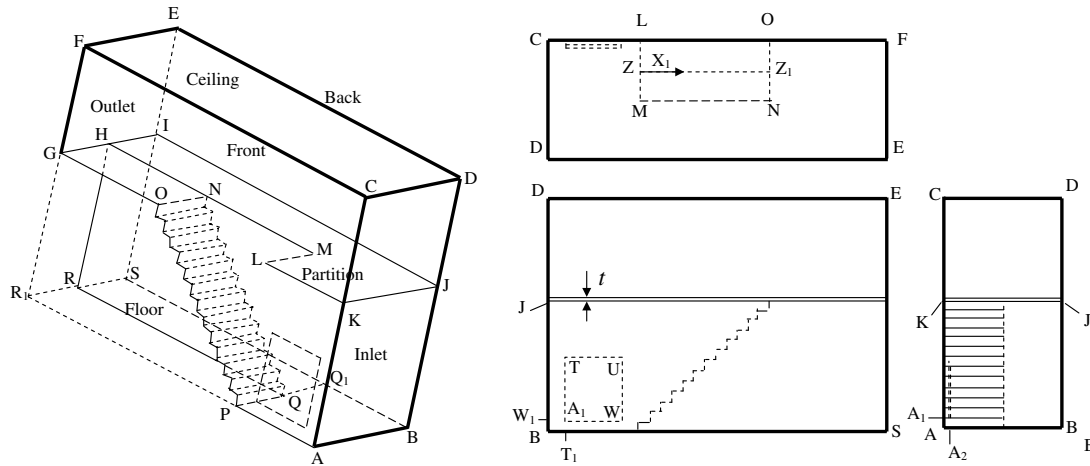 E
F
Ceiling
Back
Outlet
H
I
G
Front
D
O
N
C
M
L
Partition
J
R
S
K
R₁
Floor
Inlet
Q₁
P
Q
B
A
L
O
C
F
Z
X₁
Z₁
M
N
D
E
D
E
C
D
t
J
K
J
T
U
A₁
W
W₁
B
S
T₁
A₁
A
B
A₂